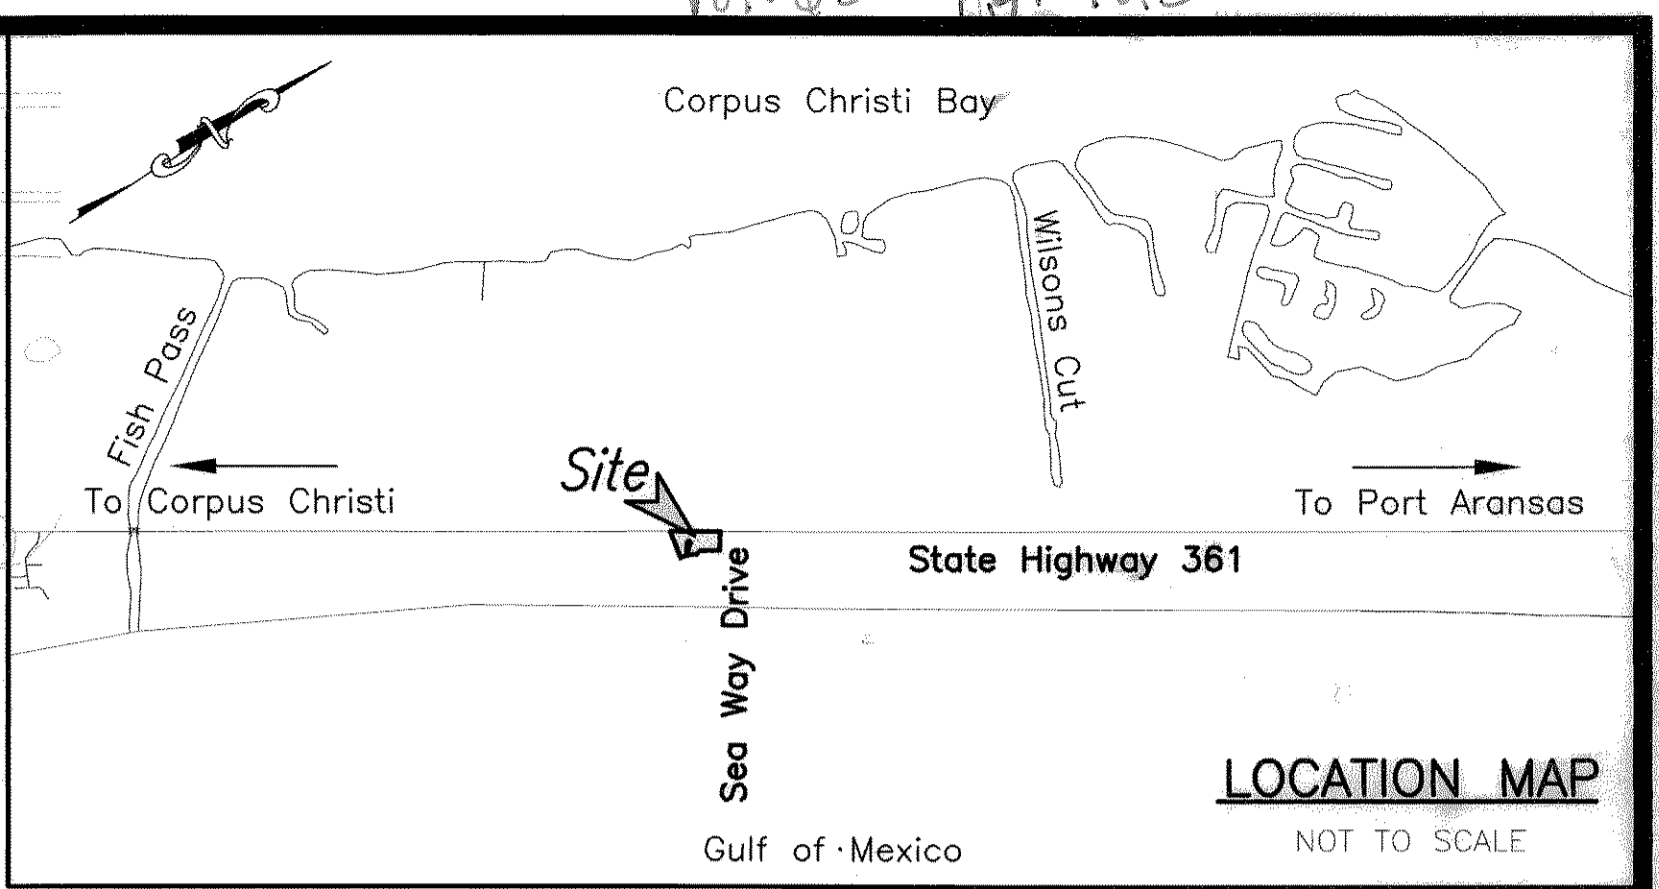 Corpus Christi Bay
N
Wilsons Cut
Fish Pass
Site
To Corpus Christi
To Port Aransas
State Highway 361
Sea Way Drive
LOCATION MAP
NOT TO SCALE
Gulf of Mexico